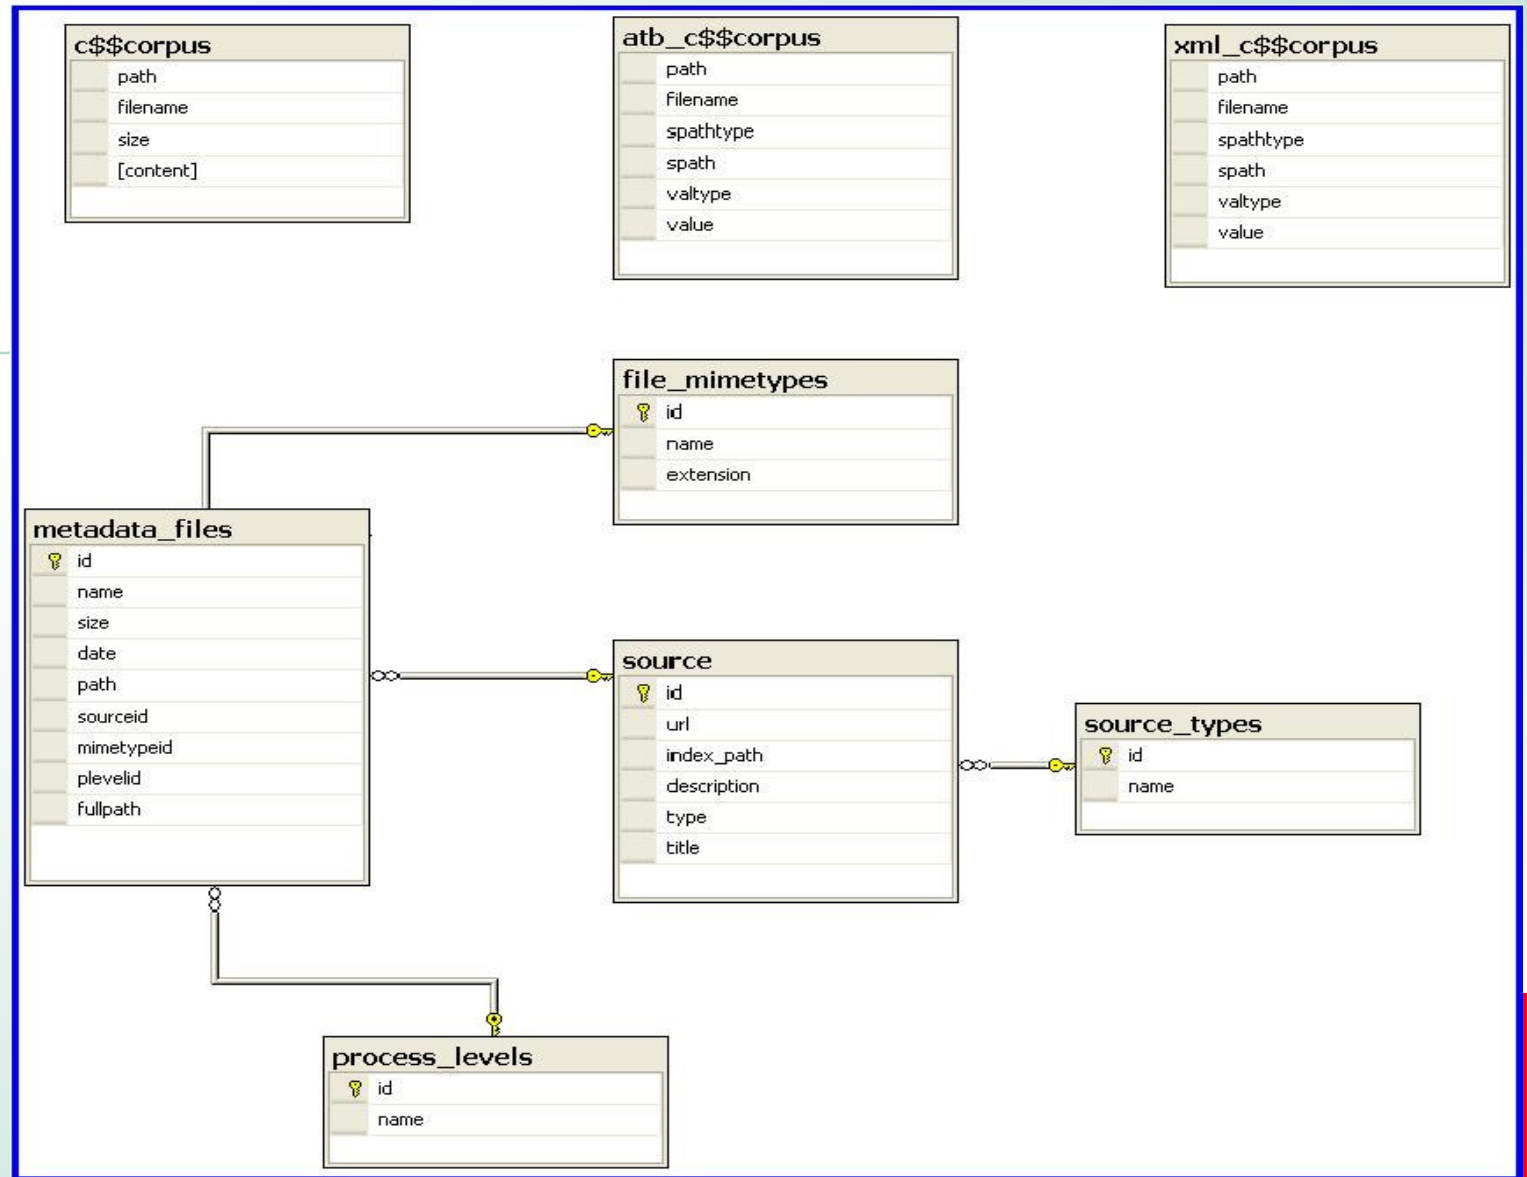 c$$corpus
path
filename
size
[content]
atb_c$$corpus
path
filename
spathtype
spath
valtype
value
xml_c$$corpus
path
filename
spathtype
spath
valtype
value
file_mimetypes
id
name
extension
metadata_files
id
name
size
date
path
sourceid
mimetypeid
plevelid
fullpath
source
id
url
index_path
description
type
title
source_types
id
name
process_levels
id
name